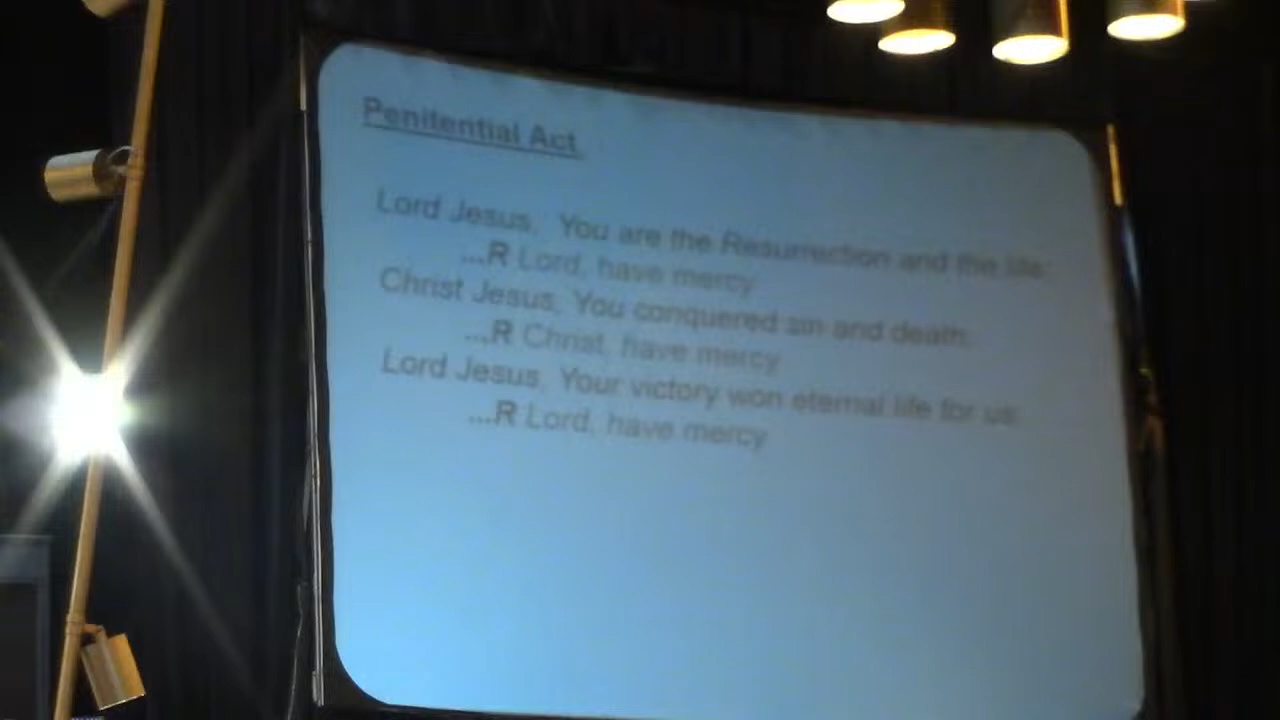 Penitential Act
Lord Jesus, You are the Resurrection and the life;
...R Lord, have mercy
Christ Jesus, You conquered sin and death,
...R Christ, have mercy
Lord Jesus, Your victory won eternal life for us
...R Lord, have mercy